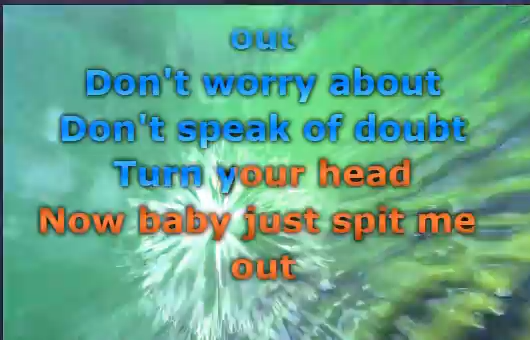 out
Don't worry about
Don't speak of doubt
Turn your head
Now baby just spit me
out